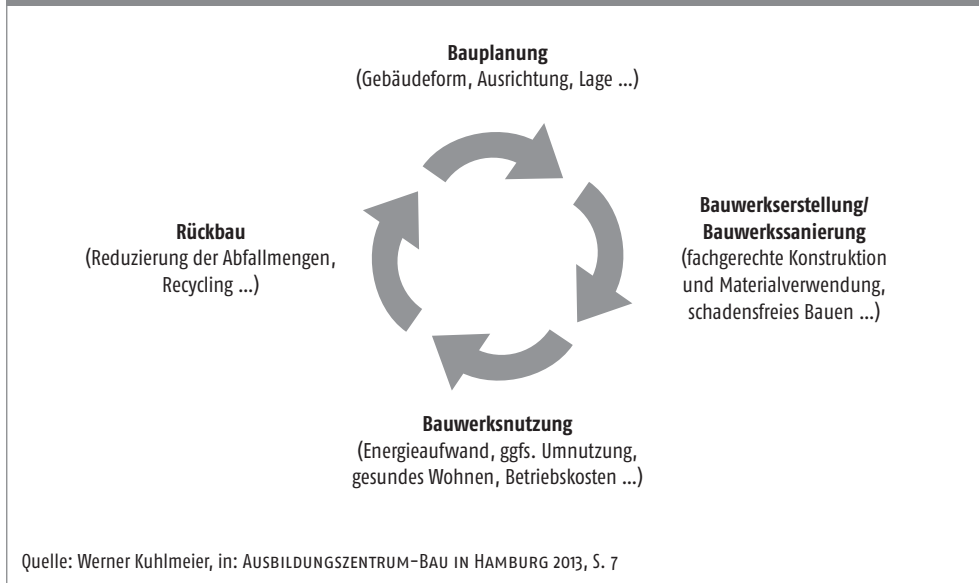 Bauplanung
(Gebäudeform, Ausrichtung, Lage ...)
Bauwerkserstellung/
Bauwerkssanierung
(fachgerechte Konstruktion
und Materialverwendung,
schadensfreies Bauen ...)
Bauwerksnutzung
(Energieaufwand, ggfs. Umnutzung,
gesundes Wohnen, Betriebskosten ...)
Rückbau
(Reduzierung der Abfallmengen,
Recycling ...)
Quelle: Werner Kuhlmeier, in: AUSBILDUNGSZENTRUM-BAU IN HAMBURG 2013, S. 7